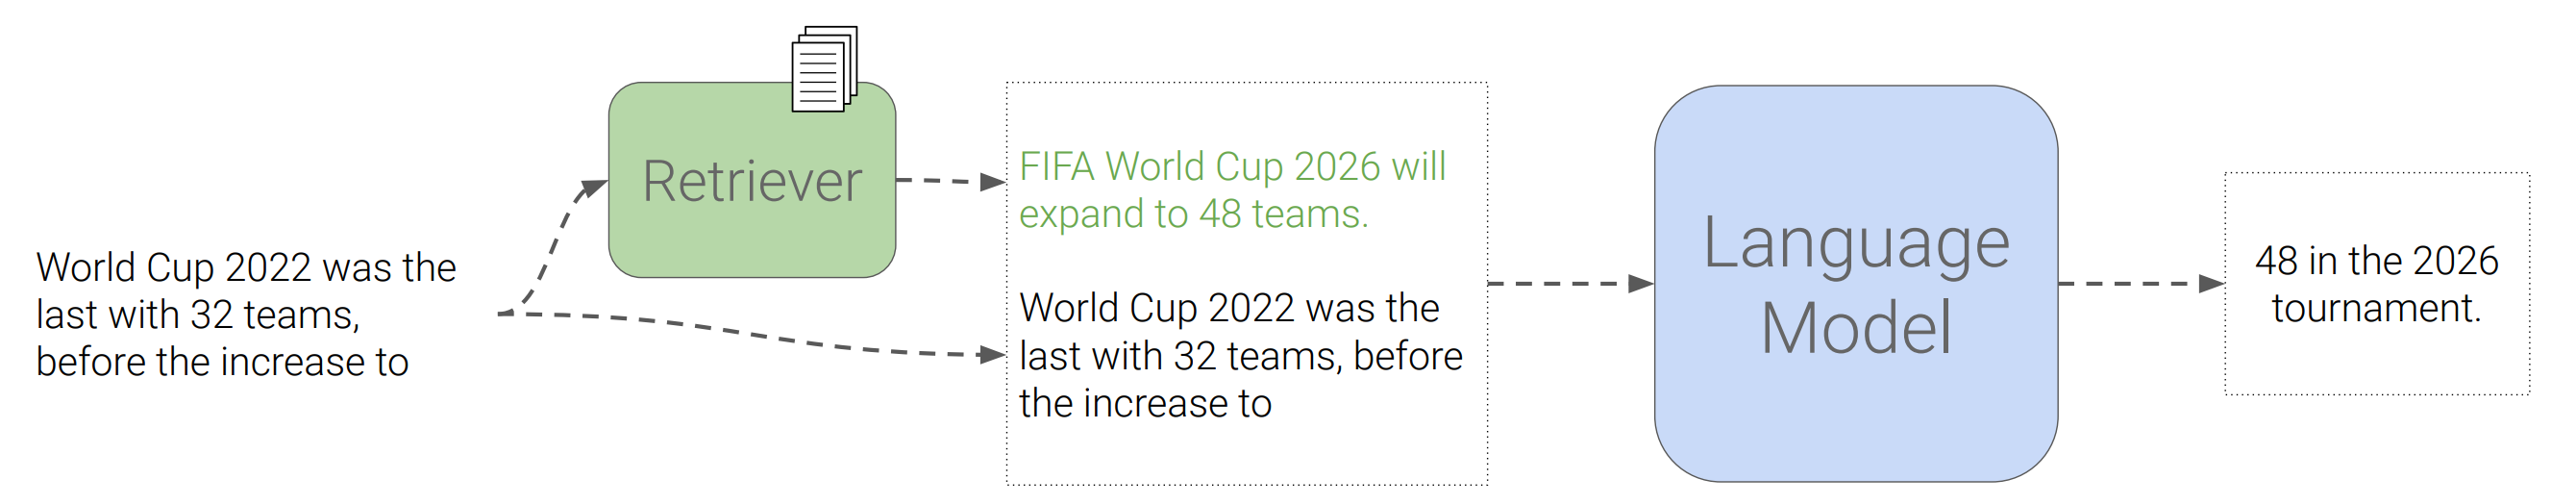 World Cup 2022 was the
last with 32 teams,
before the increase to
Retriever
FIFA World Cup 2026 will
expand to 48 teams.
World Cup 2022 was the
last with 32 teams, before
the increase to
Language
Model
48 in the 2026
tournament.